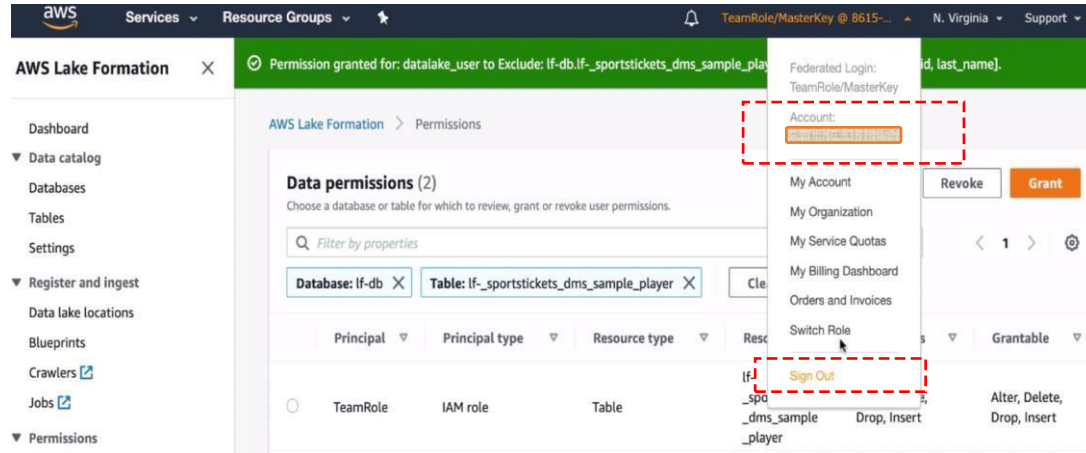 aws
Services
Resource Groups
TeamRole/MasterKey @ 8615-...
N. Virginia
Support
AWS Lake Formation
Permission granted for: datalake_user to Exclude: lf-db.lf-_sportstickets_dms_sample_play
id, last_name].
Federated Login:
TeamRole/MasterKey
Account:
My Account
My Organization
My Service Quotas
My Billing Dashboard
Orders and Invoices
Switch Role
Sign Out
Dashboard
Data catalog
Databases
Tables
Settings
Register and ingest
Data lake locations
Blueprints
Crawlers
Jobs
Permissions
AWS Lake Formation > Permissions
Data permissions (2)
Choose a database or table for which to review, grant or revoke user permissions.
Revoke
Grant
Filter by properties
1
Database: lf-db
Table: lf-_sportstickets_dms_sample_player
Cle
Principal
Principal type
Resource type
Reso
s
Grantable
TeamRole
IAM role
Table
lf-
_spo
_dms_sample
_player
e,
Drop, Insert
Alter, Delete,
Drop, Insert